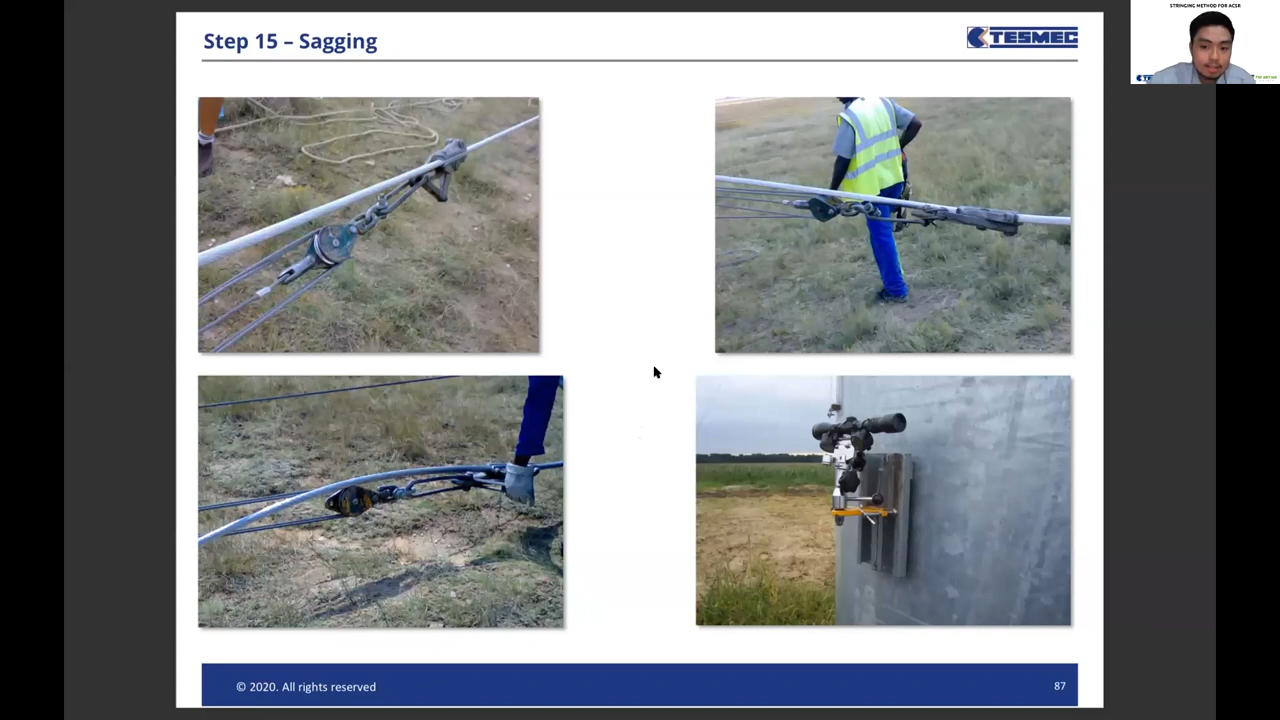 Step 15 – Sagging
TESMEC
STRINGING METHOD FOR ACSR
© 2020. All rights reserved
87